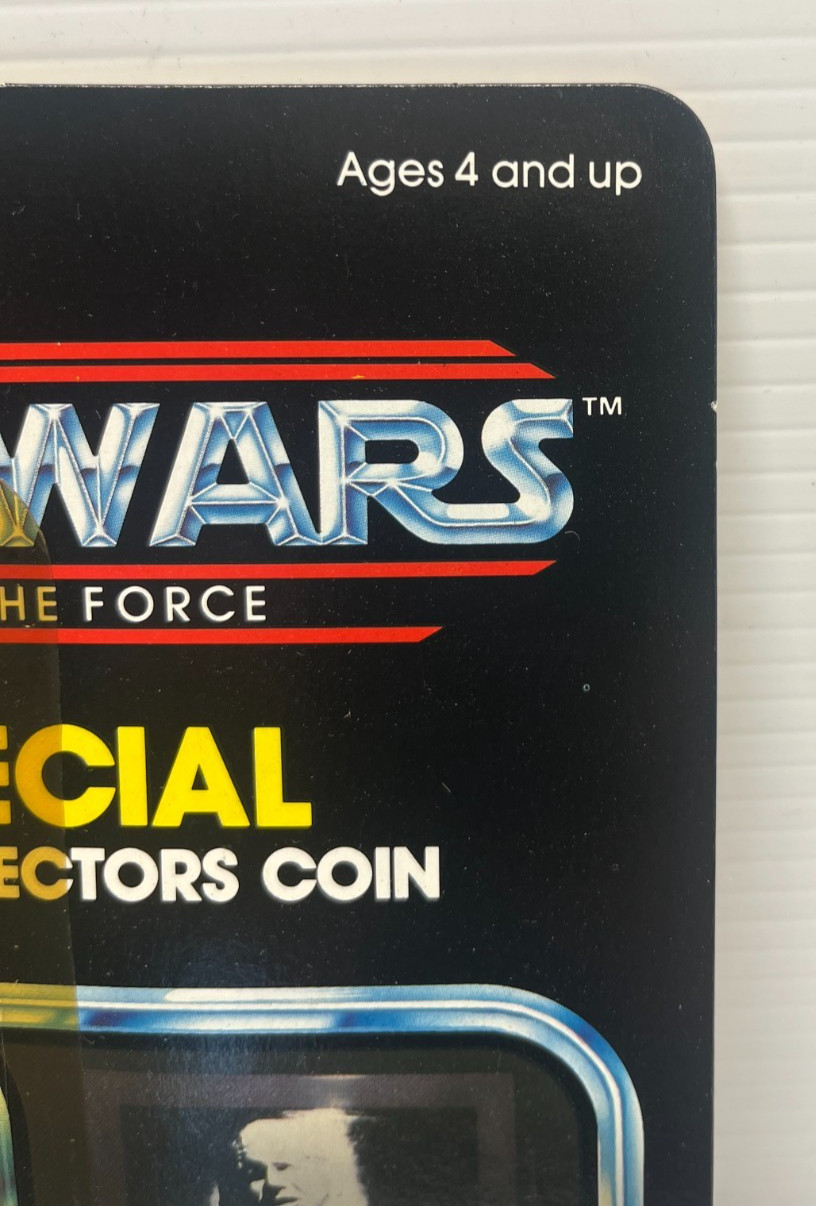 Ages 4 and up
WARS™
HE FORCE
ECIAL
ECTORS COIN